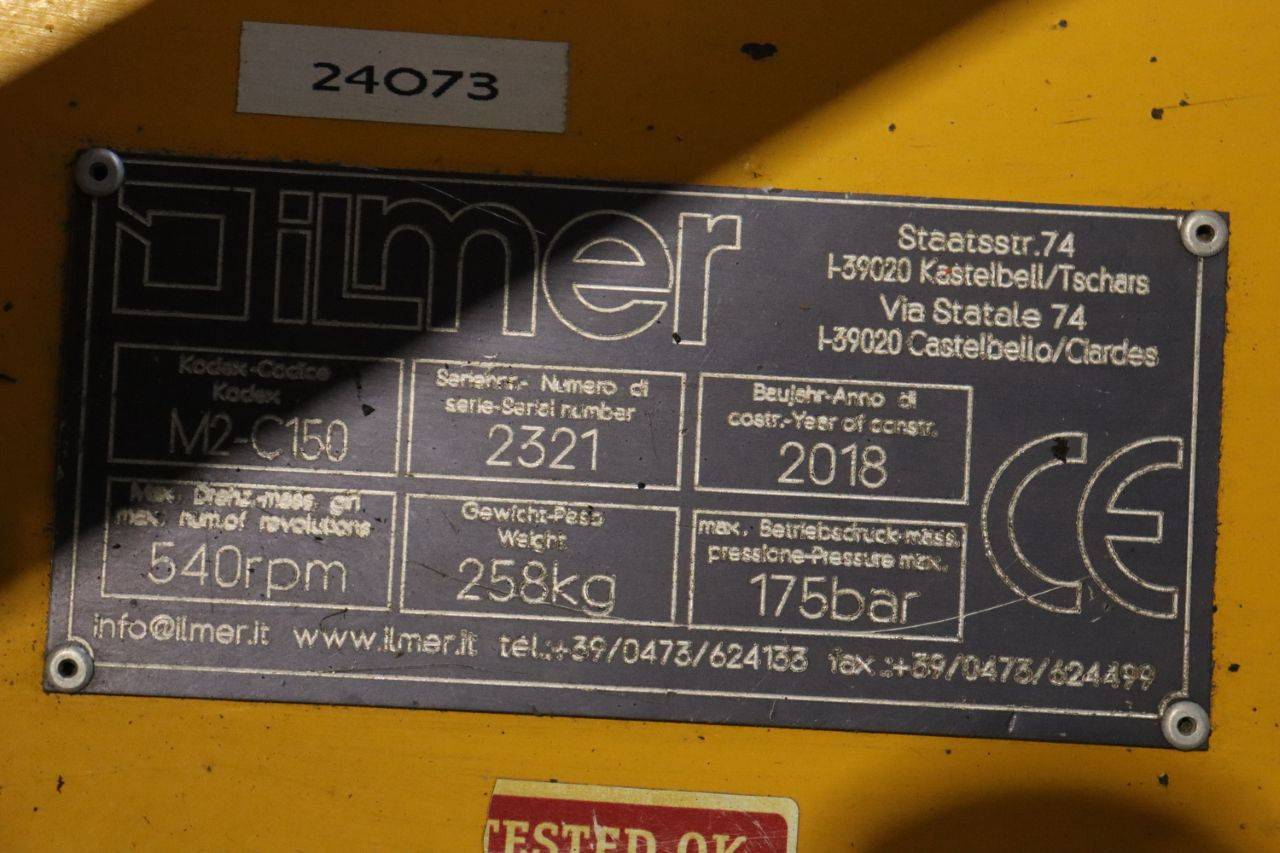 24073
ilmer
Staatsstr.74
I-39020 Kastelbell/Tschars
Via Statale 74
I-39020 Castelbello/Ciardes
Kodex-Codice
Kodex
M2-C150
Seriennr.- Numero di
serie-Serial number
2321
Baujahr-Anno di
costr.-Year of constr.
2018
Max. Drehz.-mass. giri
max. num.of revolutions
540rpm
Gewicht-Peso
Weight
258kg
max. Betriebsdruck-mass.
pressione-Pressure max.
175bar
CE
info@ilmer.it www.ilmer.it tel.:+39/0473/624133 fax.:+39/0473/624499
TESTED OK